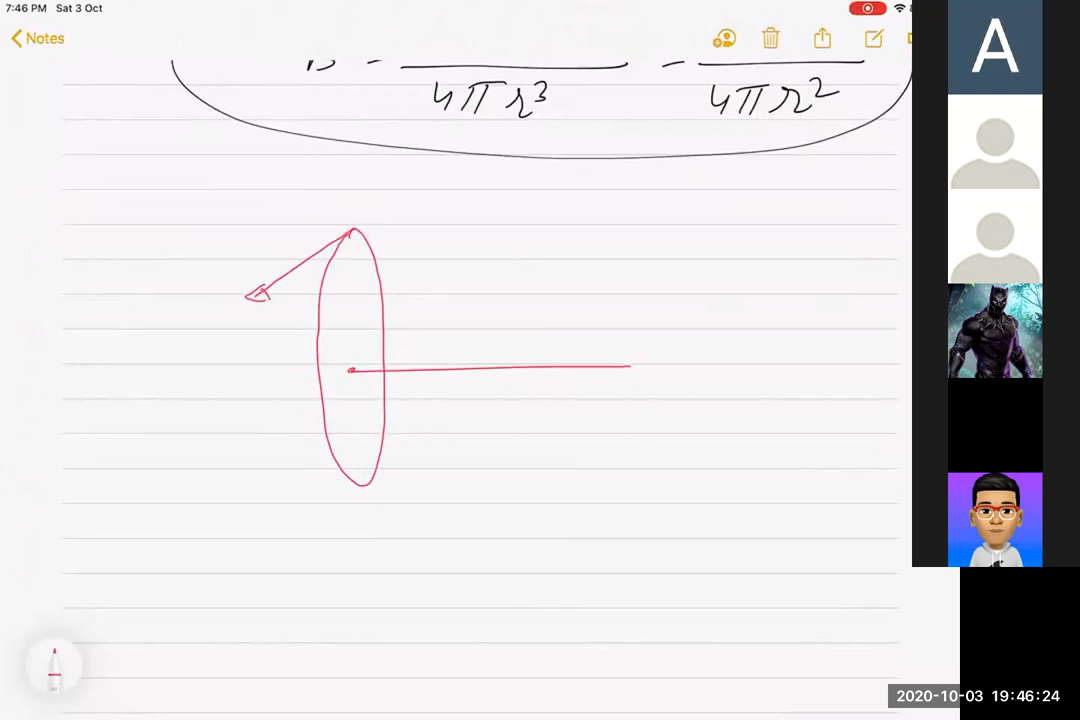 7:46 PM Sat 3 Oct
Notes
4πr³ 4πr²
A
2020-10-03 19:46:24